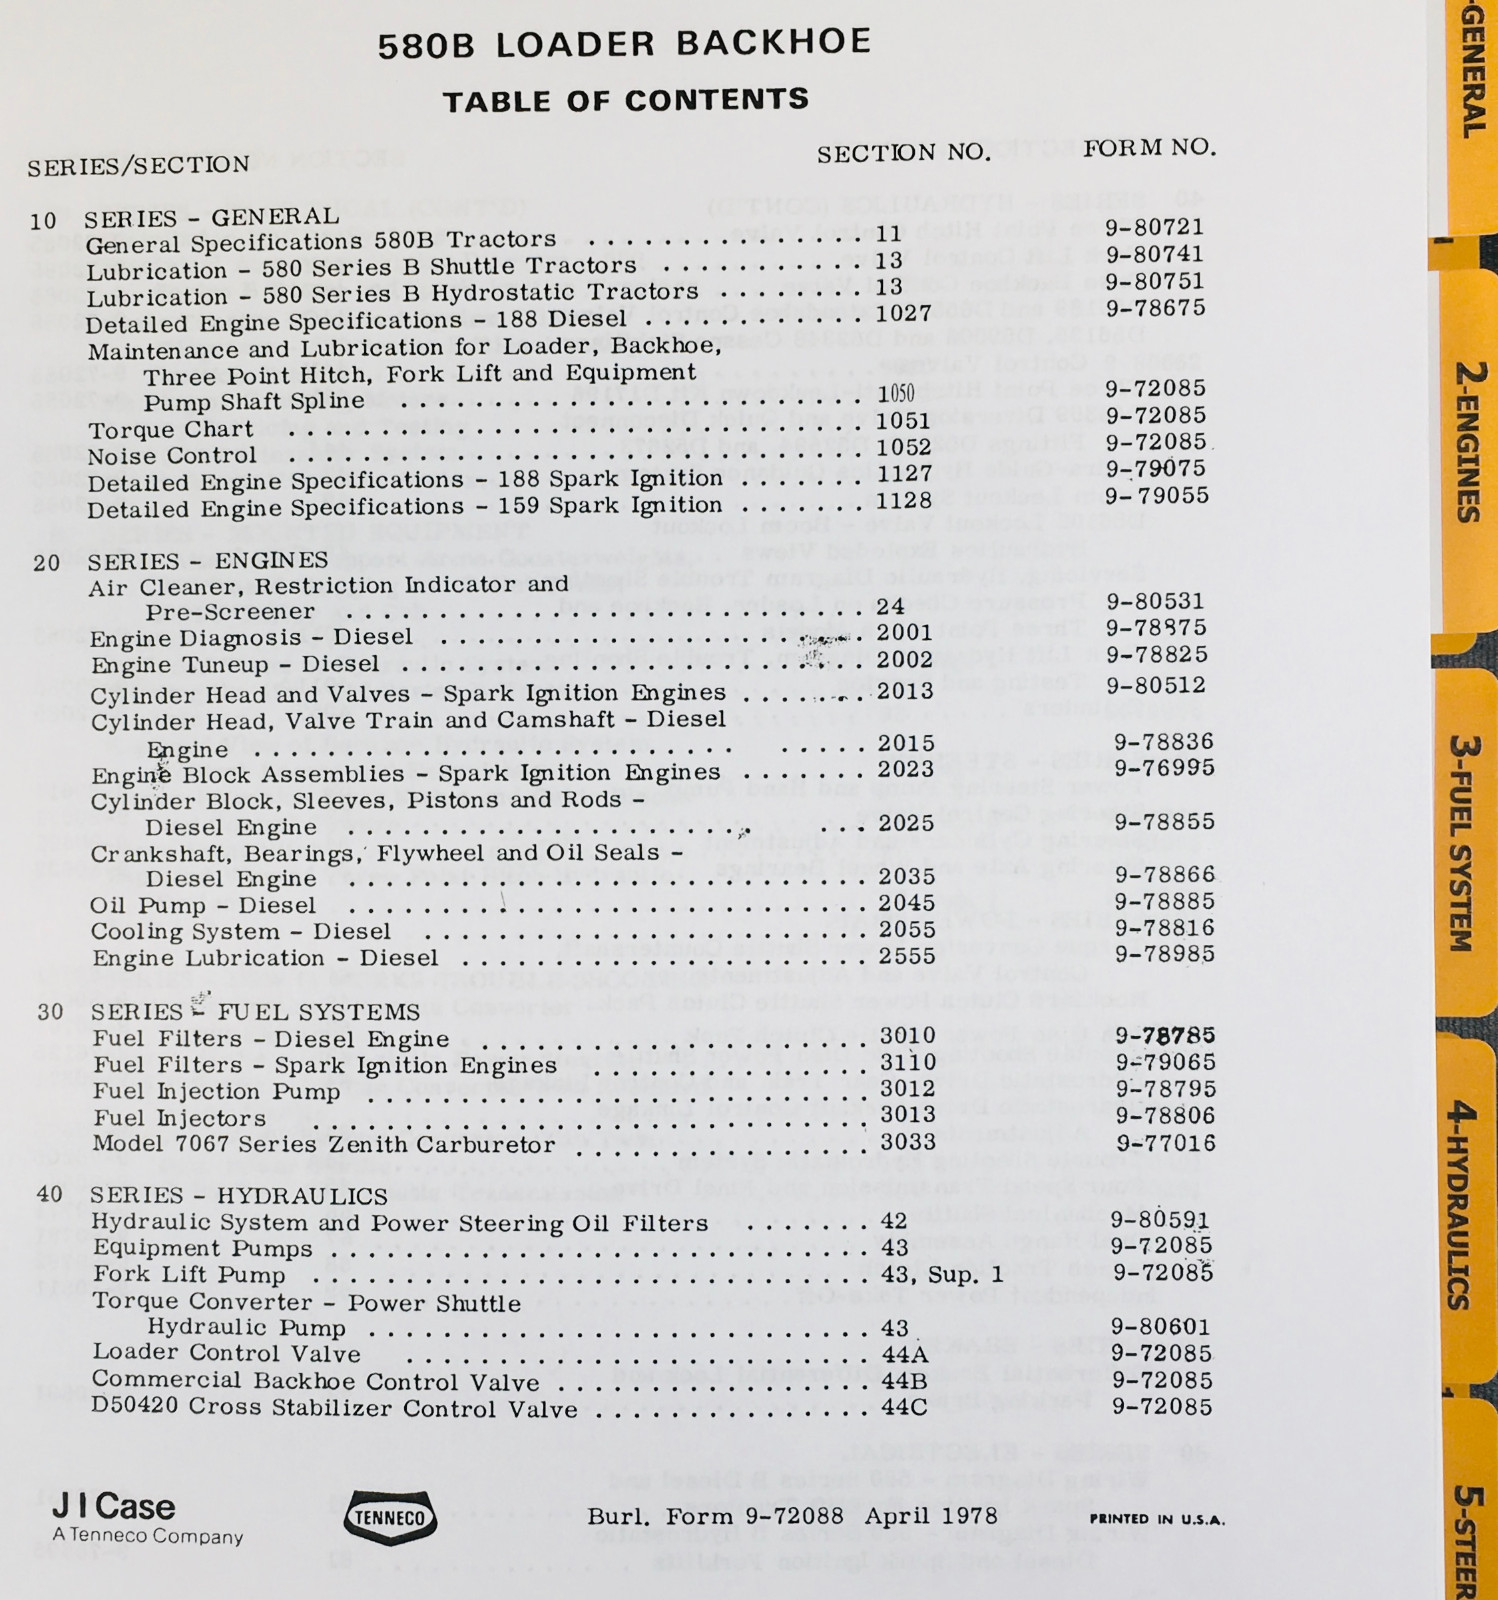 580B LOADER BACKHOE
TABLE OF CONTENTS
SERIES/SECTION SECTION NO. FORM NO.
10 SERIES - GENERAL
General Specifications 580B Tractors . . . . . . . . . . . . . . . 11 9-80721
Lubrication - 580 Series B Shuttle Tractors . . . . . . . . . . . 13 9-80741
Lubrication - 580 Series B Hydrostatic Tractors . . . . . . . . 13 9-80751
Detailed Engine Specifications - 188 Diesel . . . . . . . . . . . . 1027 9-78675
Maintenance and Lubrication for Loader, Backhoe,
Three Point Hitch, Fork Lift and Equipment
Pump Shaft Spline . . . . . . . . . . . . . . . . . . . . . . . . . 1050 9-72085
Torque Chart . . . . . . . . . . . . . . . . . . . . . . . . . . . . . . . 1051 9-72085
Noise Control . . . . . . . . . . . . . . . . . . . . . . . . . . . . . . . 1052 9-72085
Detailed Engine Specifications - 188 Spark Ignition . . . . . . . 1127 9-79075
Detailed Engine Specifications - 159 Spark Ignition . . . . . . . 1128 9-79055
20 SERIES - ENGINES
Air Cleaner, Restriction Indicator and
Pre-Screener . . . . . . . . . . . . . . . . . . . . . . . . . . . . 24 9-80531
Engine Diagnosis - Diesel . . . . . . . . . . . . . . . . . . . . . . . 2001 9-78875
Engine Tuneup - Diesel . . . . . . . . . . . . . . . . . . . . . . . . . 2002 9-78825
Cylinder Head and Valves - Spark Ignition Engines . . . . . . . . 2013 9-80512
Cylinder Head, Valve Train and Camshaft - Diesel
Engine . . . . . . . . . . . . . . . . . . . . . . . . . . . . . . . 2015 9-78836
Engine Block Assemblies - Spark Ignition Engines . . . . . . . 2023 9-76995
Cylinder Block, Sleeves, Pistons and Rods -
Diesel Engine . . . . . . . . . . . . . . . . . . . . . . . . . 2025 9-78855
Crankshaft, Bearings, Flywheel and Oil Seals -
Diesel Engine . . . . . . . . . . . . . . . . . . . . . . . . . . . . 2035 9-78866
Oil Pump - Diesel . . . . . . . . . . . . . . . . . . . . . . . . . . . . 2045 9-78885
Cooling System - Diesel . . . . . . . . . . . . . . . . . . . . . . . . 2055 9-78816
Engine Lubrication - Diesel . . . . . . . . . . . . . . . . . . . . . . 2555 9-78985
30 SERIES - FUEL SYSTEMS
Fuel Filters - Diesel Engine . . . . . . . . . . . . . . . . . . . . . . 3010 9-78785
Fuel Filters - Spark Ignition Engines . . . . . . . . . . . . . . . 3110 9-79065
Fuel Injection Pump . . . . . . . . . . . . . . . . . . . . . . . . . . . 3012 9-78795
Fuel Injectors . . . . . . . . . . . . . . . . . . . . . . . . . . . . . . 3013 9-78806
Model 7067 Series Zenith Carburetor . . . . . . . . . . . . . . . . 3033 9-77016
40 SERIES - HYDRAULICS
Hydraulic System and Power Steering Oil Filters . . . . . . . 42 9-80591
Equipment Pumps . . . . . . . . . . . . . . . . . . . . . . . . . . . . . 43 9-72085
Fork Lift Pump . . . . . . . . . . . . . . . . . . . . . . . . . . . . . . 43, Sup. 1 9-72085
Torque Converter - Power Shuttle
Hydraulic Pump . . . . . . . . . . . . . . . . . . . . . . . . . . . 43 9-80601
Loader Control Valve . . . . . . . . . . . . . . . . . . . . . . . . . 44A 9-72085
Commercial Backhoe Control Valve . . . . . . . . . . . . . . . . . 44B 9-72085
D50420 Cross Stabilizer Control Valve . . . . . . . . . . . . . . . 44C 9-72085
J I Case
A Tenneco Company
TENNECO
Burl. Form 9-72088 April 1978
PRINTED IN U.S.A.
-GENERAL
2-ENGINES
3-FUEL SYSTEM
4-HYDRAULICS
5-STEER